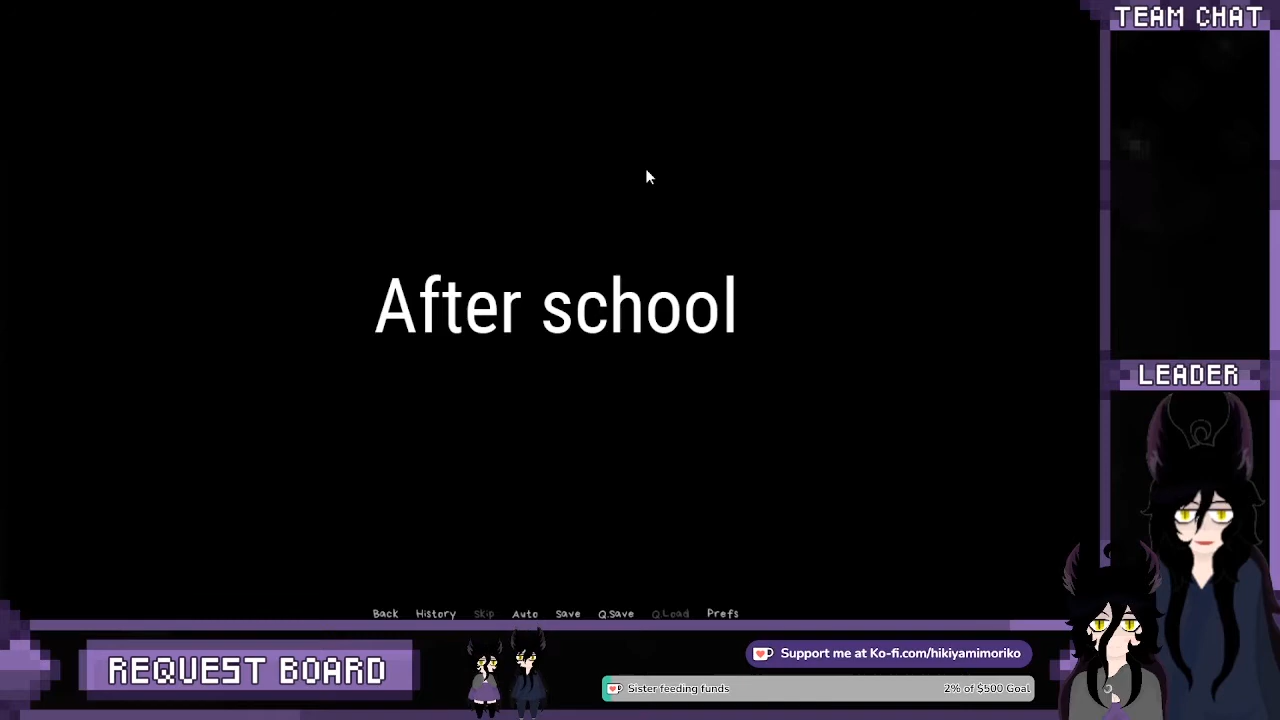 TEAM CHAT
After school
LEADER
Back History Skip Auto Save Q.Save Q.Load Prefs
REQUEST BOARD
Support me at Ko-fi.com/hikiyamimoriko
Sister feeding funds 2% of $500 Goal